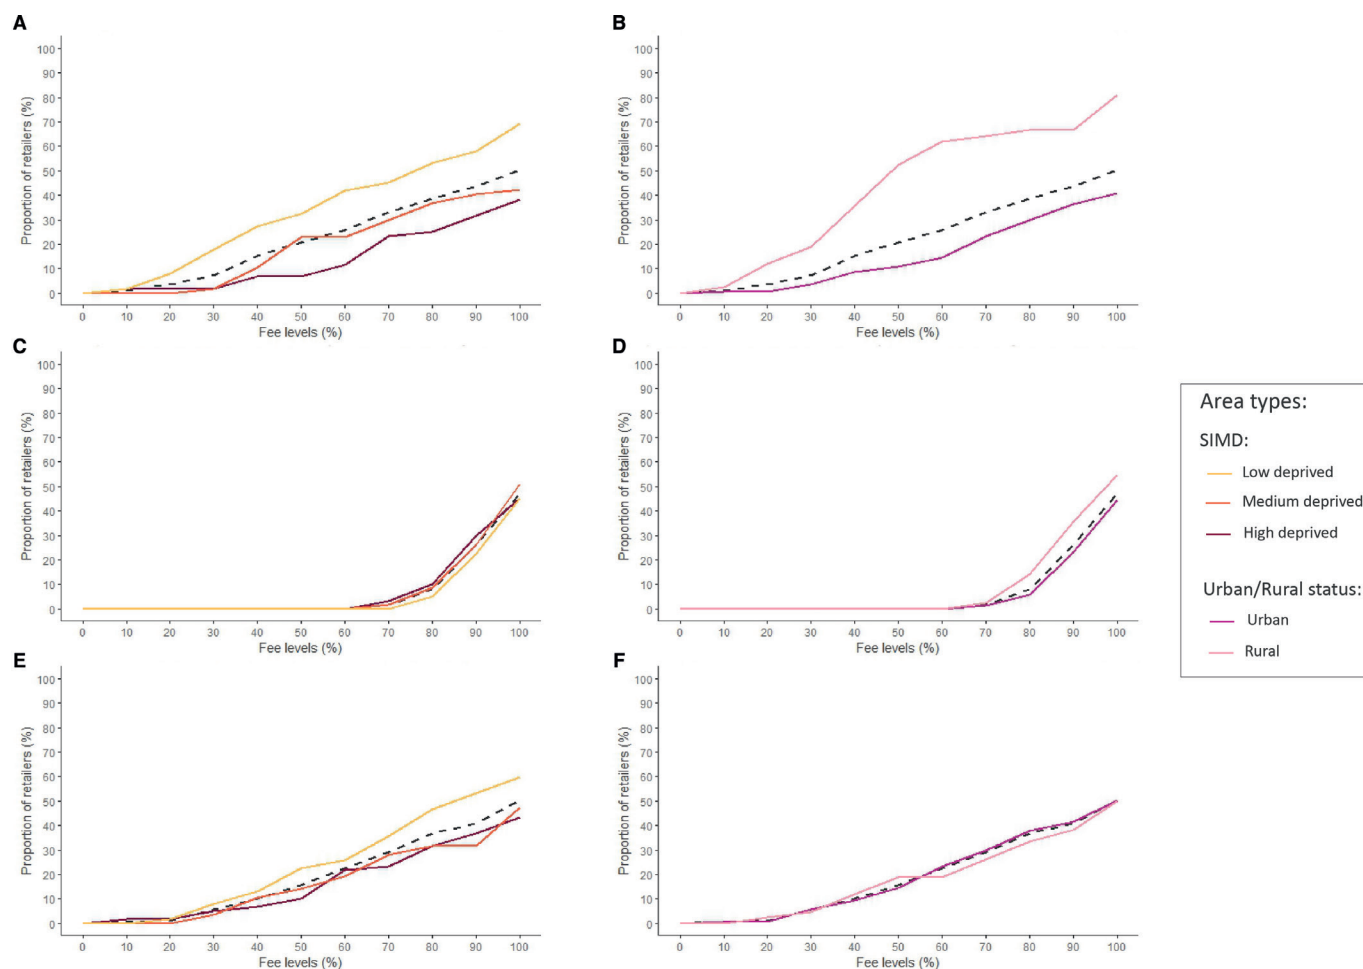 A
100
90
80
70
60
50
40
30
20
10
0
Proportion of retailers (%)
0 10 20 30 40 50 60 70 80 90 100
Fee levels (%)
B
100
90
80
70
60
50
40
30
20
10
0
Proportion of retailers (%)
0 10 20 30 40 50 60 70 80 90 100
Fee levels (%)
C
100
90
80
70
60
50
40
30
20
10
0
Proportion of retailers (%)
0 10 20 30 40 50 60 70 80 90 100
Fee levels (%)
D
100
90
80
70
60
50
40
30
20
10
0
Proportion of retailers (%)
0 10 20 30 40 50 60 70 80 90 100
Fee levels (%)
Area types:
SIMD:
Low deprived
Medium deprived
High deprived
Urban/Rural status:
Urban
Rural
E
100
90
80
70
60
50
40
30
20
10
0
Proportion of retailers (%)
0 10 20 30 40 50 60 70 80 90 100
Fee levels (%)
F
100
90
80
70
60
50
40
30
20
10
0
Proportion of retailers (%)
0 10 20 30 40 50 60 70 80 90 100
Fee levels (%)